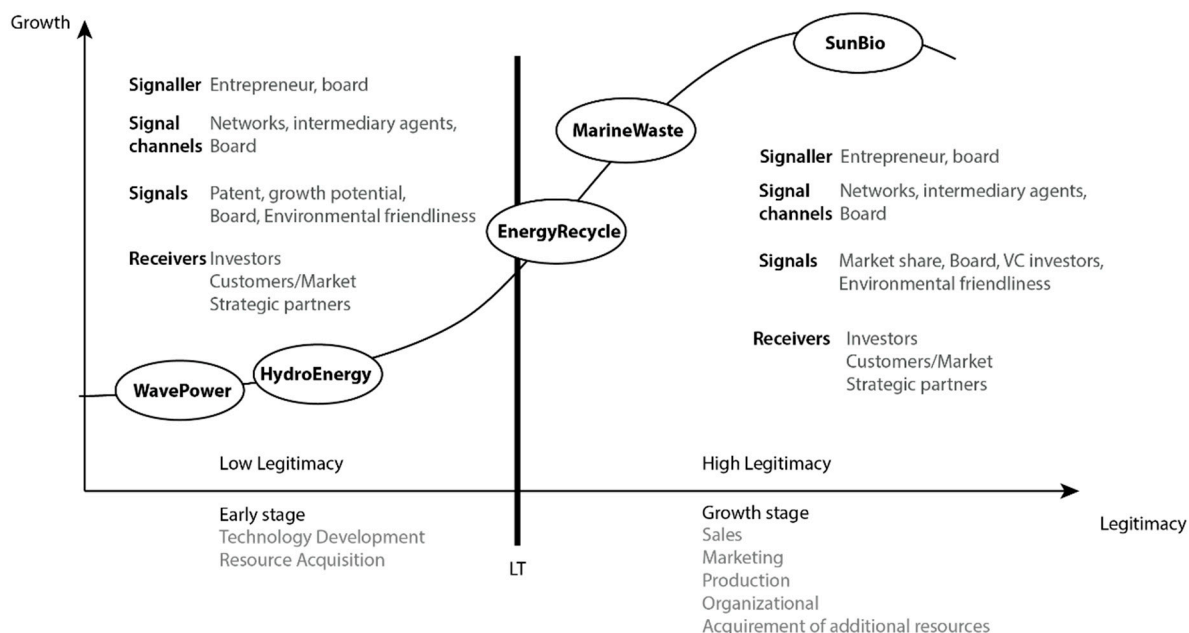 Growth
Signaller Entrepreneur, board
Signal Networks, intermediary agents,
channels Board
Signals Patent, growth potential,
Board, Environmental friendliness
Receivers Investors
Customers/Market
Strategic partners
WavePower
HydroEnergy
EnergyRecycle
MarineWaste
SunBio
Signaller Entrepreneur, board
Signal Networks, intermediary agents,
channels Board
Signals Market share, Board, VC investors,
Environmental friendliness
Receivers Investors
Customers/Market
Strategic partners
Low Legitimacy
High Legitimacy
Legitimacy
Early stage
Technology Development
Resource Acquisition
LT
Growth stage
Sales
Marketing
Production
Organizational
Acquirement of additional resources